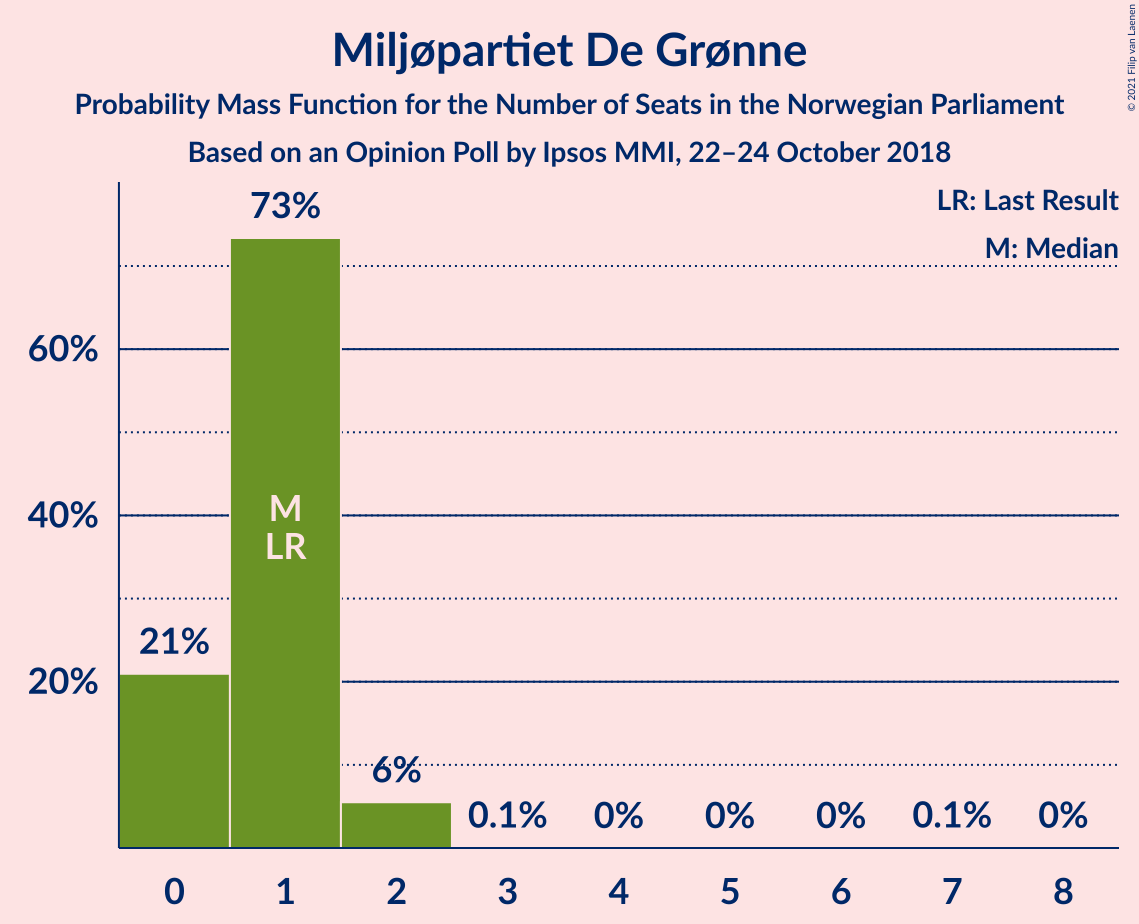 Miljøpartiet De Grønne
Probability Mass Function for the Number of Seats in the Norwegian Parliament
Based on an Opinion Poll by Ipsos MMI, 22–24 October 2018
© 2021 Filip van Laenen
LR: Last Result
M: Median
73%
60%
40%
20%
M
LR
21%
6%
0.1%
0%
0%
0%
0.1%
0%
0 1 2 3 4 5 6 7 8